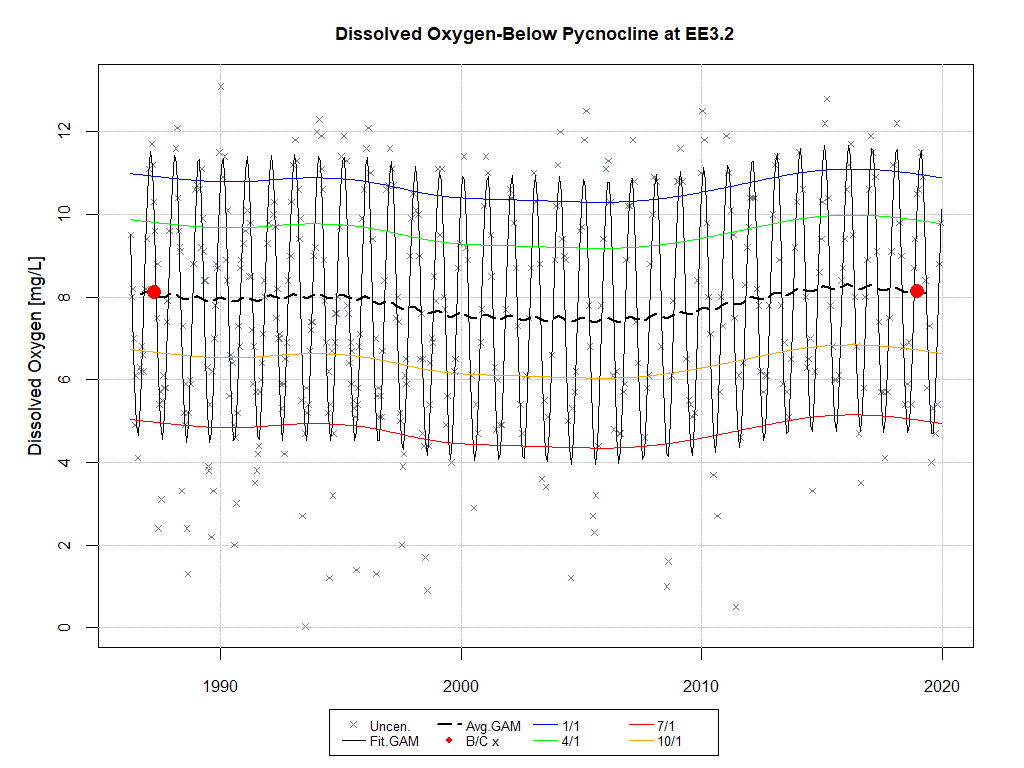 Dissolved Oxygen-Below Pycnocline at EE3.2
Dissolved Oxygen [mg/L]
12
10
8
6
4
2
0
1990 2000 2010 2020
Uncen. Avg.GAM 1/1 7/1
Fit.GAM B/C x 4/1 10/1